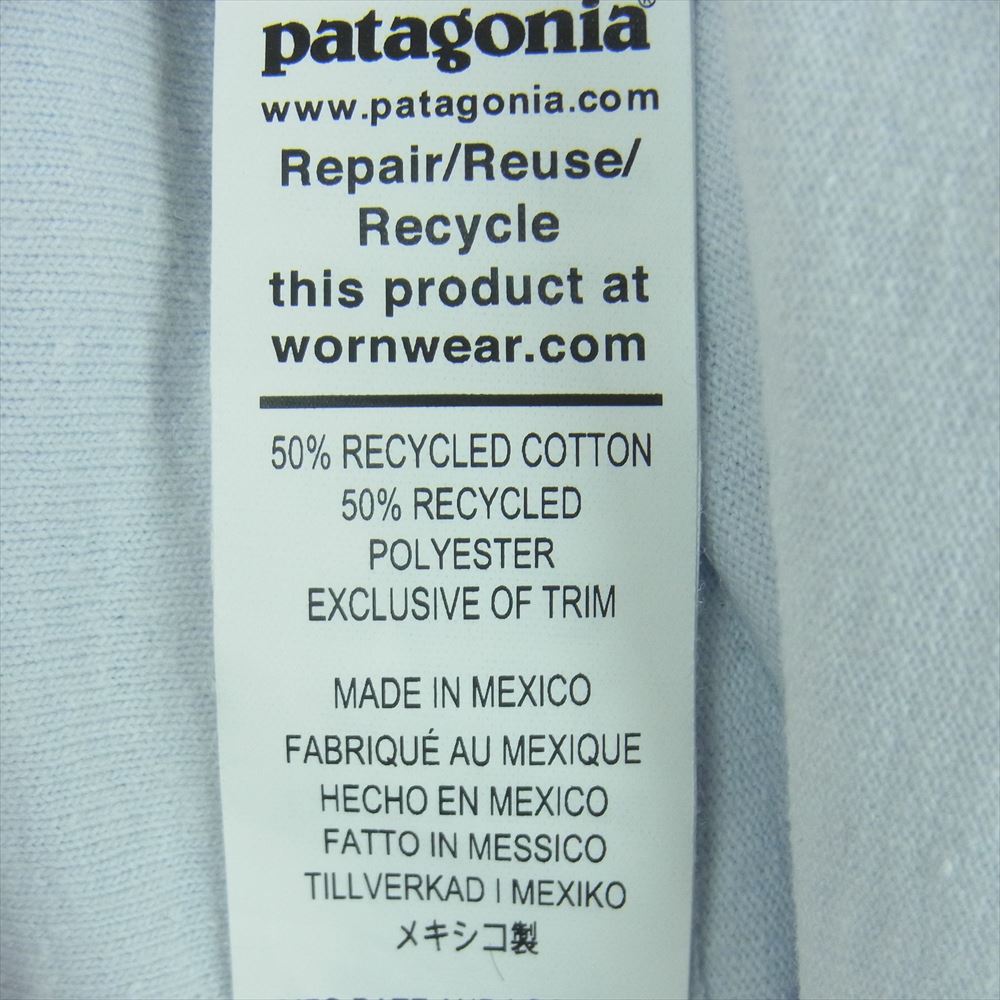 patagonia®
www.patagonia.com
Repair/Reuse/
Recycle
this product at
wornwear.com
50% RECYCLED COTTON
50% RECYCLED
POLYESTER
EXCLUSIVE OF TRIM
MADE IN MEXICO
FABRIQUÉ AU MEXIQUE
HECHO EN MEXICO
FATTO IN MESSICO
TILLVERKAD I MEXIKO
メキシコ製